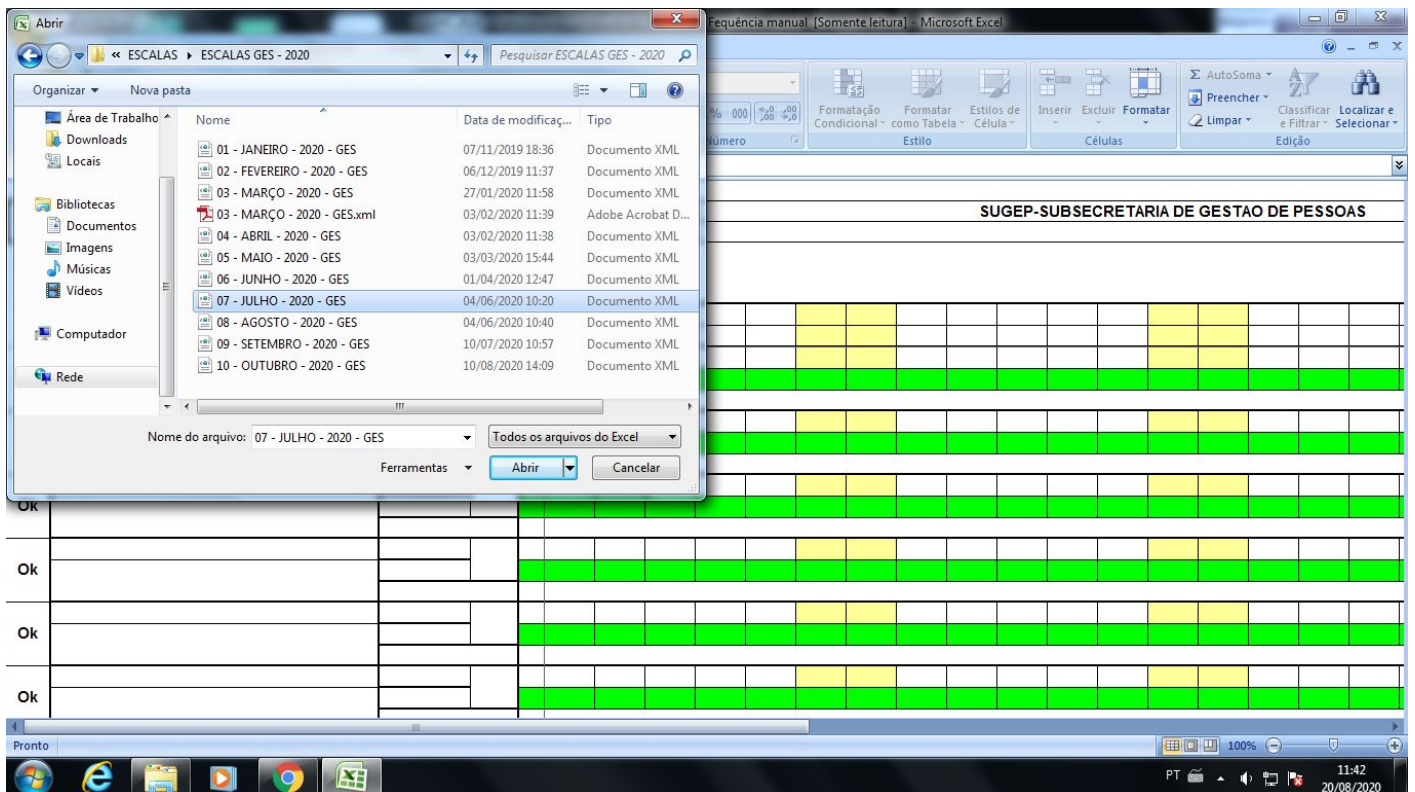 Abrir
Fequência manual [Somente leitura] - Microsoft Excel
« ESCALAS ▸ ESCALAS GES - 2020
Pesquisar ESCALAS GES - 2020
Organizar
Nova pasta
Área de Trabalho
Downloads
Locais
Bibliotecas
Documentos
Imagens
Músicas
Vídeos
Computador
Rede
Nome Data de modificaç... Tipo
01 - JANEIRO - 2020 - GES 07/11/2019 18:36 Documento XML
02 - FEVEREIRO - 2020 - GES 06/12/2019 11:37 Documento XML
03 - MARÇO - 2020 - GES 27/01/2020 11:58 Documento XML
03 - MARÇO - 2020 - GES.xml 03/02/2020 11:39 Adobe Acrobat D...
04 - ABRIL - 2020 - GES 03/02/2020 11:38 Documento XML
05 - MAIO - 2020 - GES 03/03/2020 15:44 Documento XML
06 - JUNHO - 2020 - GES 01/04/2020 12:47 Documento XML
07 - JULHO - 2020 - GES 04/06/2020 10:20 Documento XML
08 - AGOSTO - 2020 - GES 04/06/2020 10:40 Documento XML
09 - SETEMBRO - 2020 - GES 10/07/2020 10:57 Documento XML
10 - OUTUBRO - 2020 - GES 10/08/2020 14:09 Documento XML
Nome do arquivo: 07 - JULHO - 2020 - GES
Todos os arquivos do Excel
Ferramentas
Abrir
Cancelar
% 000 ,00 ,00
Número
Formatação Condicional
Formatar como Tabela
Estilos de Célula
Estilo
Inserir Excluir Formatar
Células
Σ AutoSoma
Preencher
Limpar
Classificar e Filtrar
Localizar e Selecionar
Edição
SUGEP-SUBSECRETARIA DE GESTAO DE PESSOAS
Ok
Ok
Ok
Ok
Pronto
100%
PT
11:42
20/08/2020